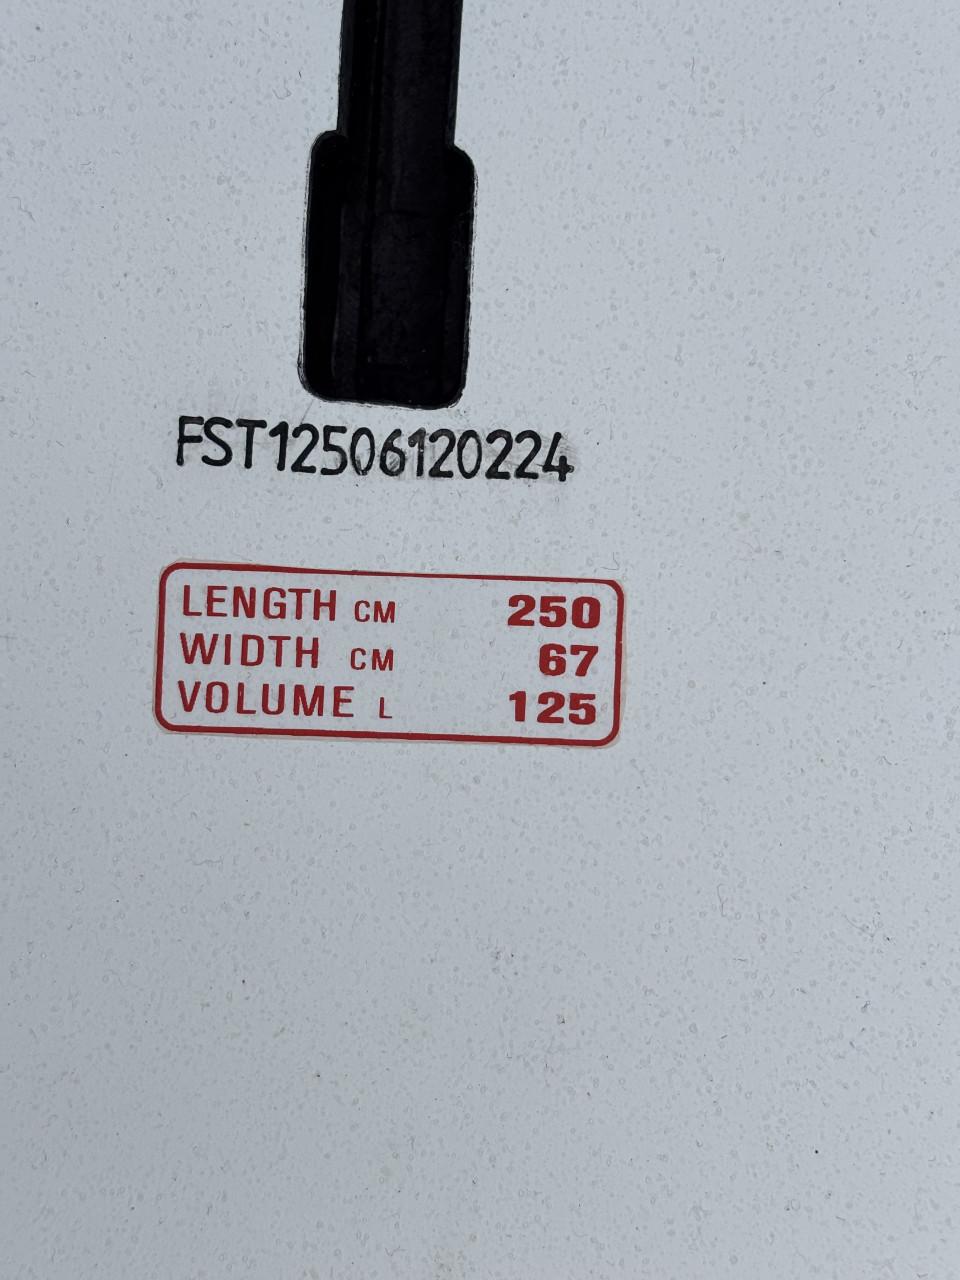 FST12506120224
LENGTH CM 250
WIDTH CM 67
VOLUME L 125